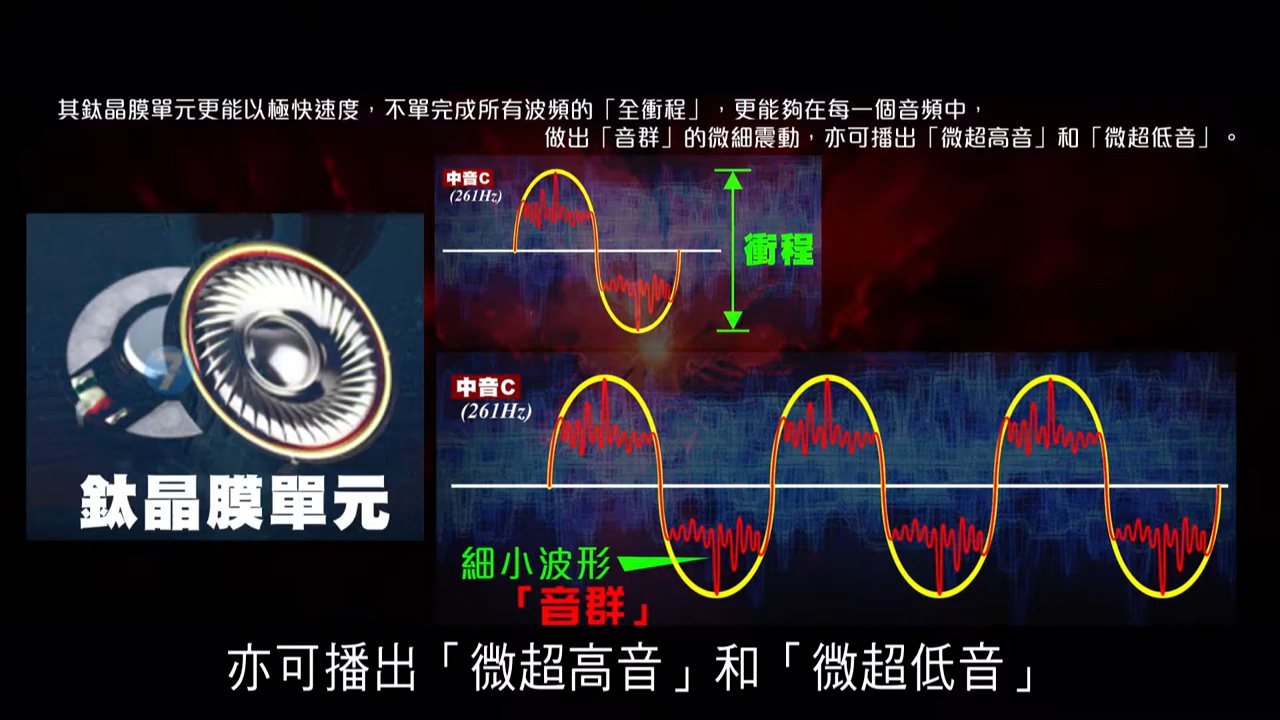 其鈦晶膜單元更能以極快速度，不單完成所有波頻的「全衝程」，更能夠在每一個音頻中，
做出「音群」的微細震動，亦可播出「微超高音」和「微超低音」。
中音C
(261Hz)
衝程
7
鈦晶膜單元
中音C
(261Hz)
細小波形
「音群」
亦可播出「微超高音」和「微超低音」